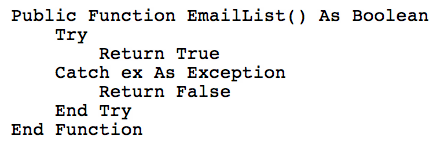 Public Function EmailList() As Boolean
    Try
        Return True
    Catch ex As Exception
        Return False
    End Try
End Function